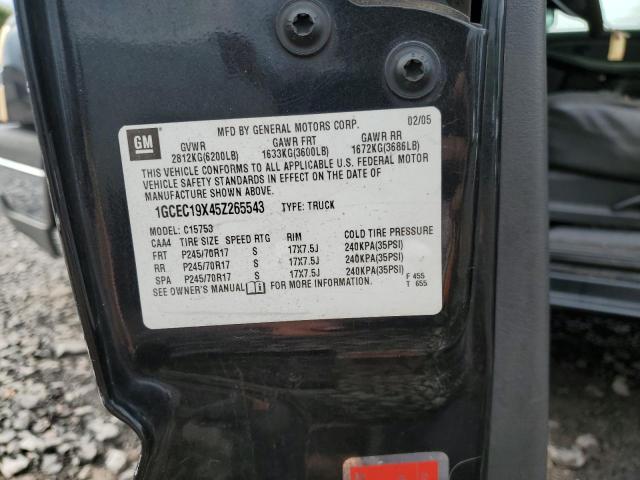 GM
MFD BY GENERAL MOTORS CORP. 02/05
GVWR GAWR FRT GAWR RR
2812KG(6200LB) 1633KG(3600LB) 1672KG(3686LB)
THIS VEHICLE CONFORMS TO ALL APPLICABLE U.S. FEDERAL MOTOR
VEHICLE SAFETY STANDARDS IN EFFECT ON THE DATE OF
MANUFACTURE SHOWN ABOVE.
1GCEC19X45Z265543 TYPE: TRUCK
MODEL: C15753
CAA4 TIRE SIZE SPEED RTG RIM COLD TIRE PRESSURE
FRT P245/70R17 S 17X7.5J 240KPA(35PSI)
RR P245/70R17 S 17X7.5J 240KPA(35PSI)
SPA P245/70R17 S 17X7.5J 240KPA(35PSI)
SEE OWNER'S MANUAL FOR MORE INFORMATION.
F 455
T 655